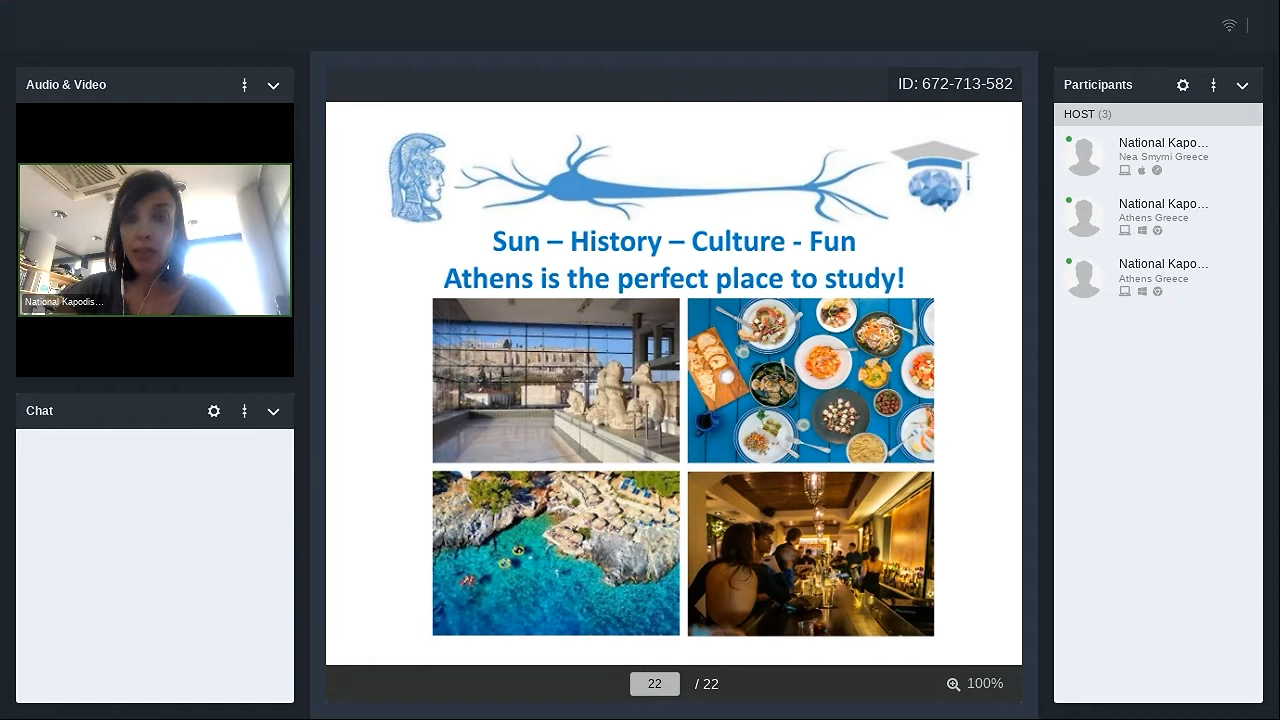 Audio & Video
National Kapodis...
Chat
ID: 672-713-582
Sun – History – Culture - Fun
Athens is the perfect place to study!
22 / 22
100%
Participants
HOST (3)
National Kapo...
Nea Smyrni Greece
National Kapo...
Athens Greece
National Kapo...
Athens Greece